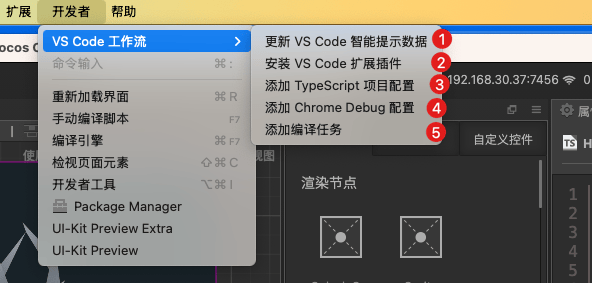 扩展 开发者 帮助
ocos C
VS Code 工作流
命令输入 ⌘ :
重新加载界面 ⌘ R
手动编译脚本 F7
编译引擎 ⌘ F7
检视页面元素 ⇧⌘ C
开发者工具 ⌥⌘ I
Package Manager
UI-Kit Preview Extra
UI-Kit Preview
更新 VS Code 智能提示数据 1
安装 VS Code 扩展插件 2
添加 TypeScript 项目配置 3
添加 Chrome Debug 配置 4
添加编译任务 5
192.168.30.37:7456 0
自定义控件
渲染节点
属
TS H
1
2
3
4
5
使
视图